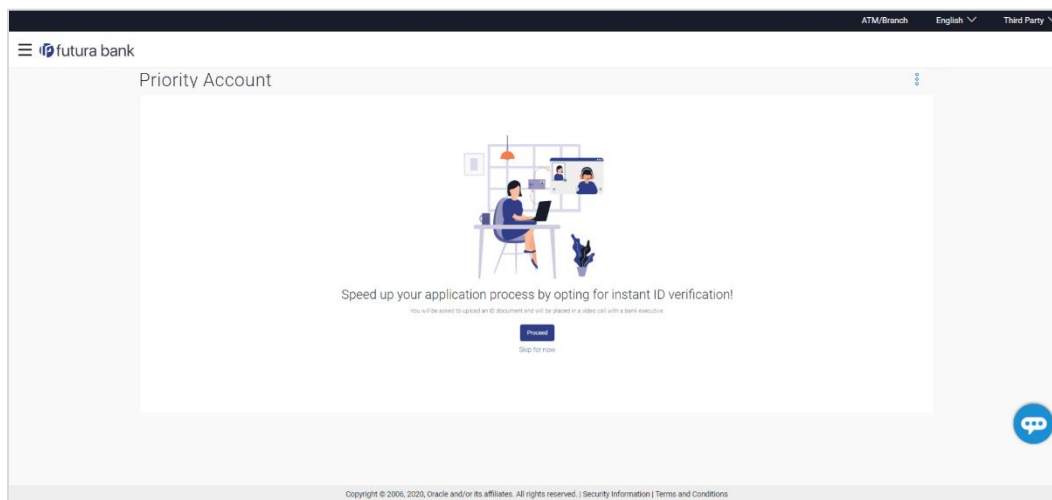 ATM/Branch English Third Party
futura bank
Priority Account
Speed up your application process by opting for instant ID verification!
You will be asked to upload an ID document and will be placed in a video call with a bank executive.
Proceed
Skip for now
Copyright © 2006, 2020, Oracle and/or its affiliates. All rights reserved. | Security Information | Terms and Conditions